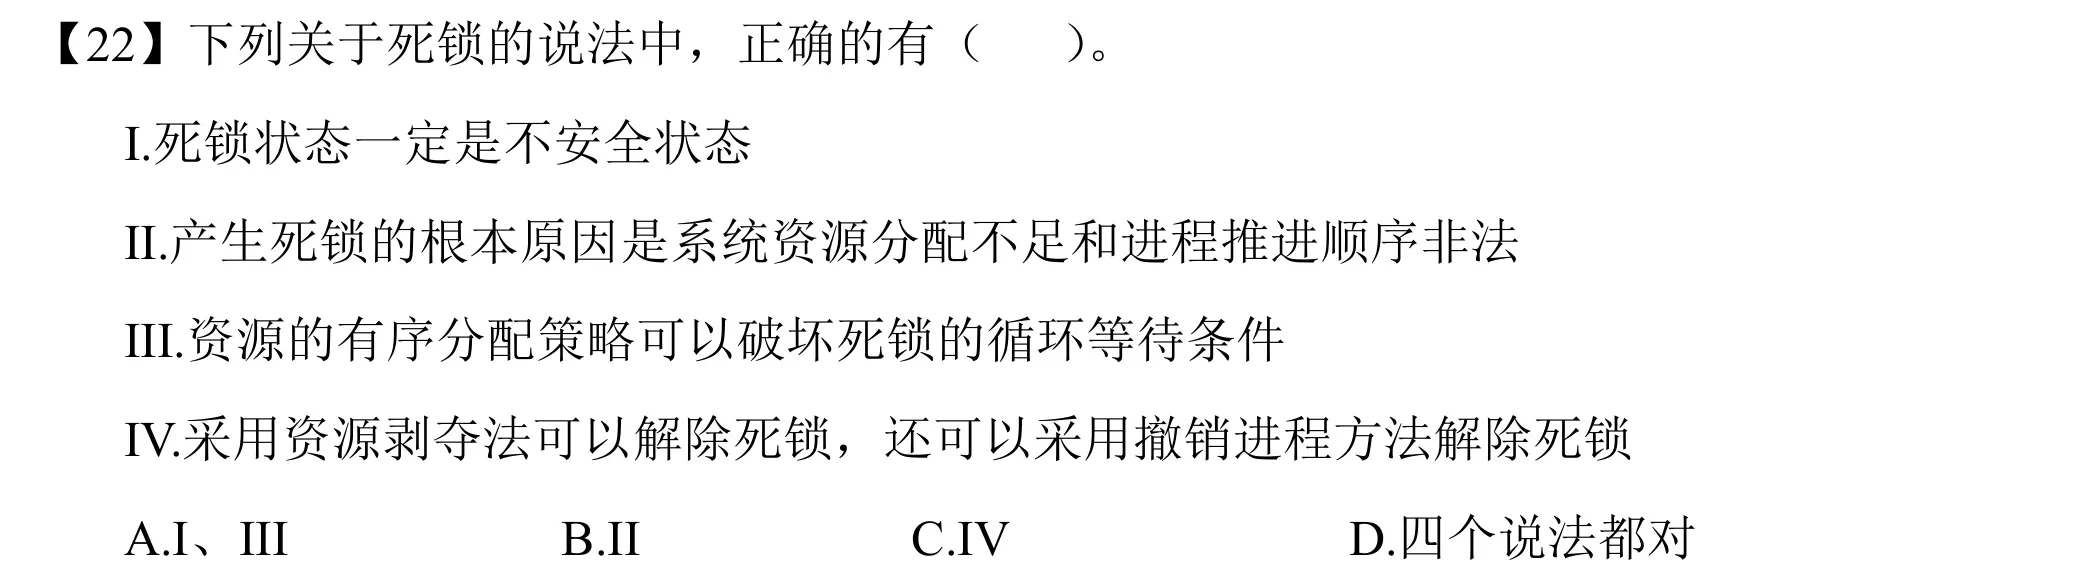 【22】下列关于死锁的说法中，正确的有（　　）。
I.死锁状态一定是不安全状态
II.产生死锁的根本原因是系统资源分配不足和进程推进顺序非法
III.资源的有序分配策略可以破坏死锁的循环等待条件
IV.采用资源剥夺法可以解除死锁，还可以采用撤销进程方法解除死锁
A.I、III B.II C.IV D.四个说法都对